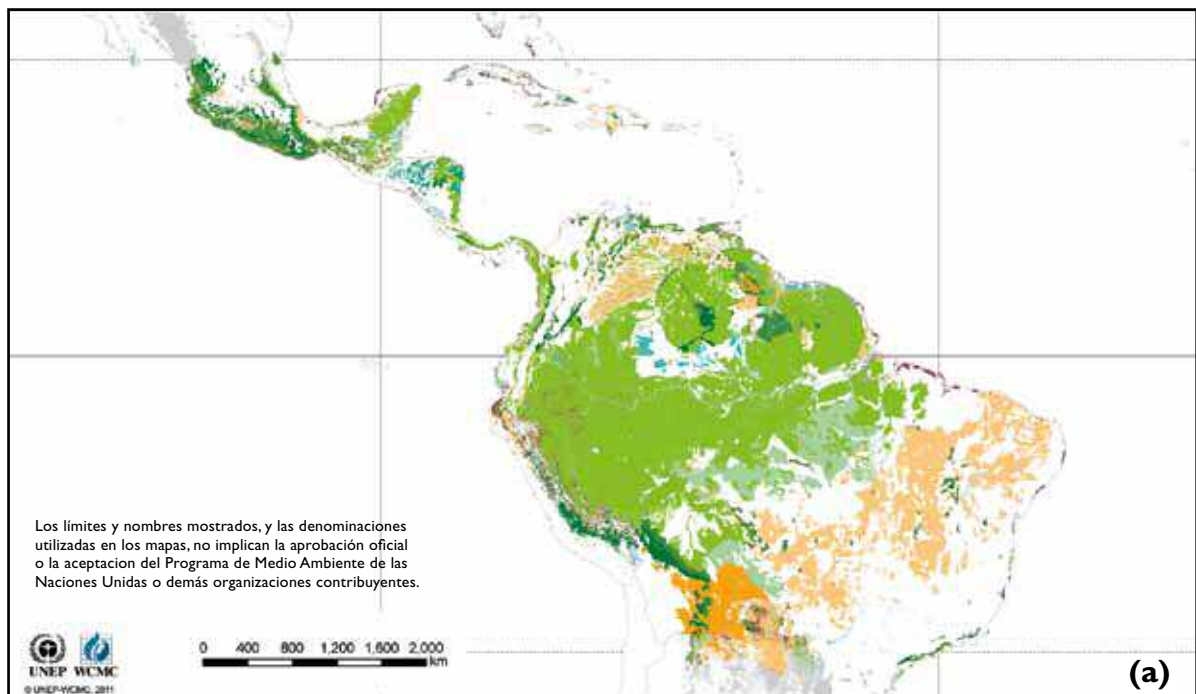 Los límites y nombres mostrados, y las denominaciones
utilizadas en los mapas, no implican la aprobación oficial
o la aceptacion del Programa de Medio Ambiente de las
Naciones Unidas o demás organizaciones contribuyentes.
UNEP WCMC
© UNEP-WCMC, 2011
0 400 800 1,200 1,600 2,000
km
(a)